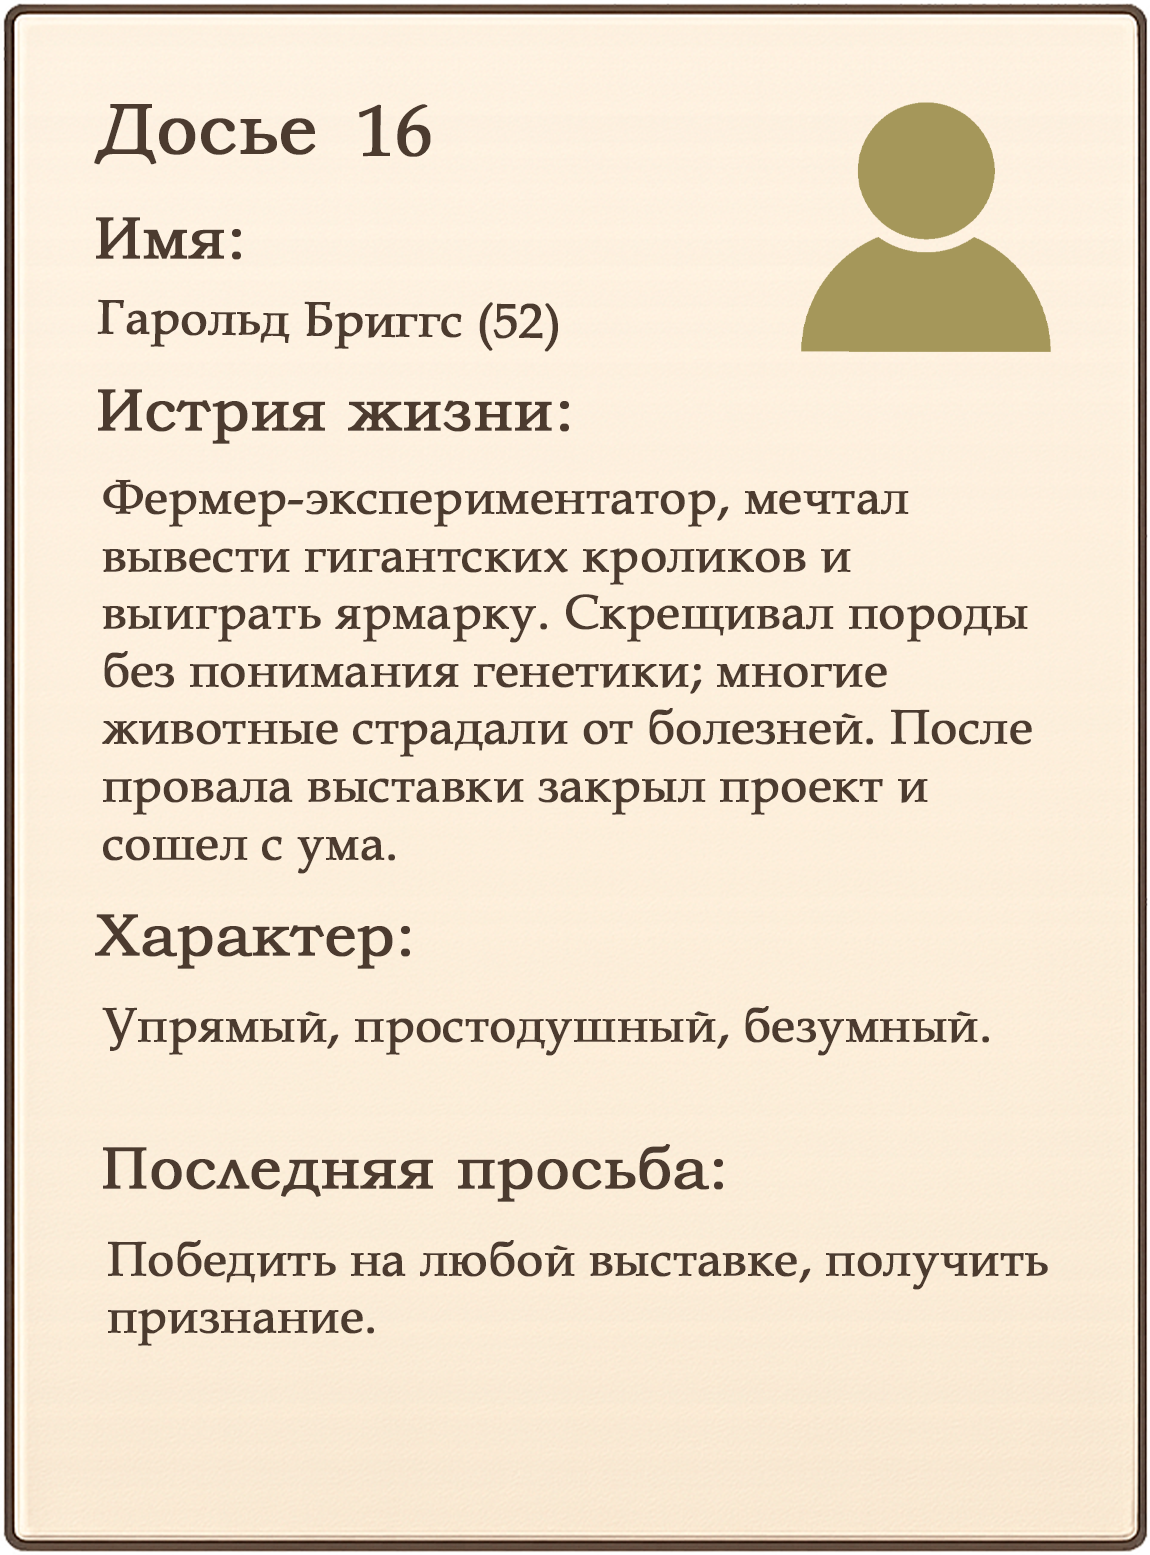 Досье 16
Имя:
Гарольд Бриггс (52)
Истрия жизни:
Фермер-экспериментатор, мечтал
вывести гигантских кроликов и
выиграть ярмарку. Скрещивал породы
без понимания генетики; многие
животные страдали от болезней. После
провала выставки закрыл проект и
сошел с ума.
Характер:
Упрямый, простодушный, безумный.
Последняя просьба:
Победить на любой выставке, получить
признание.